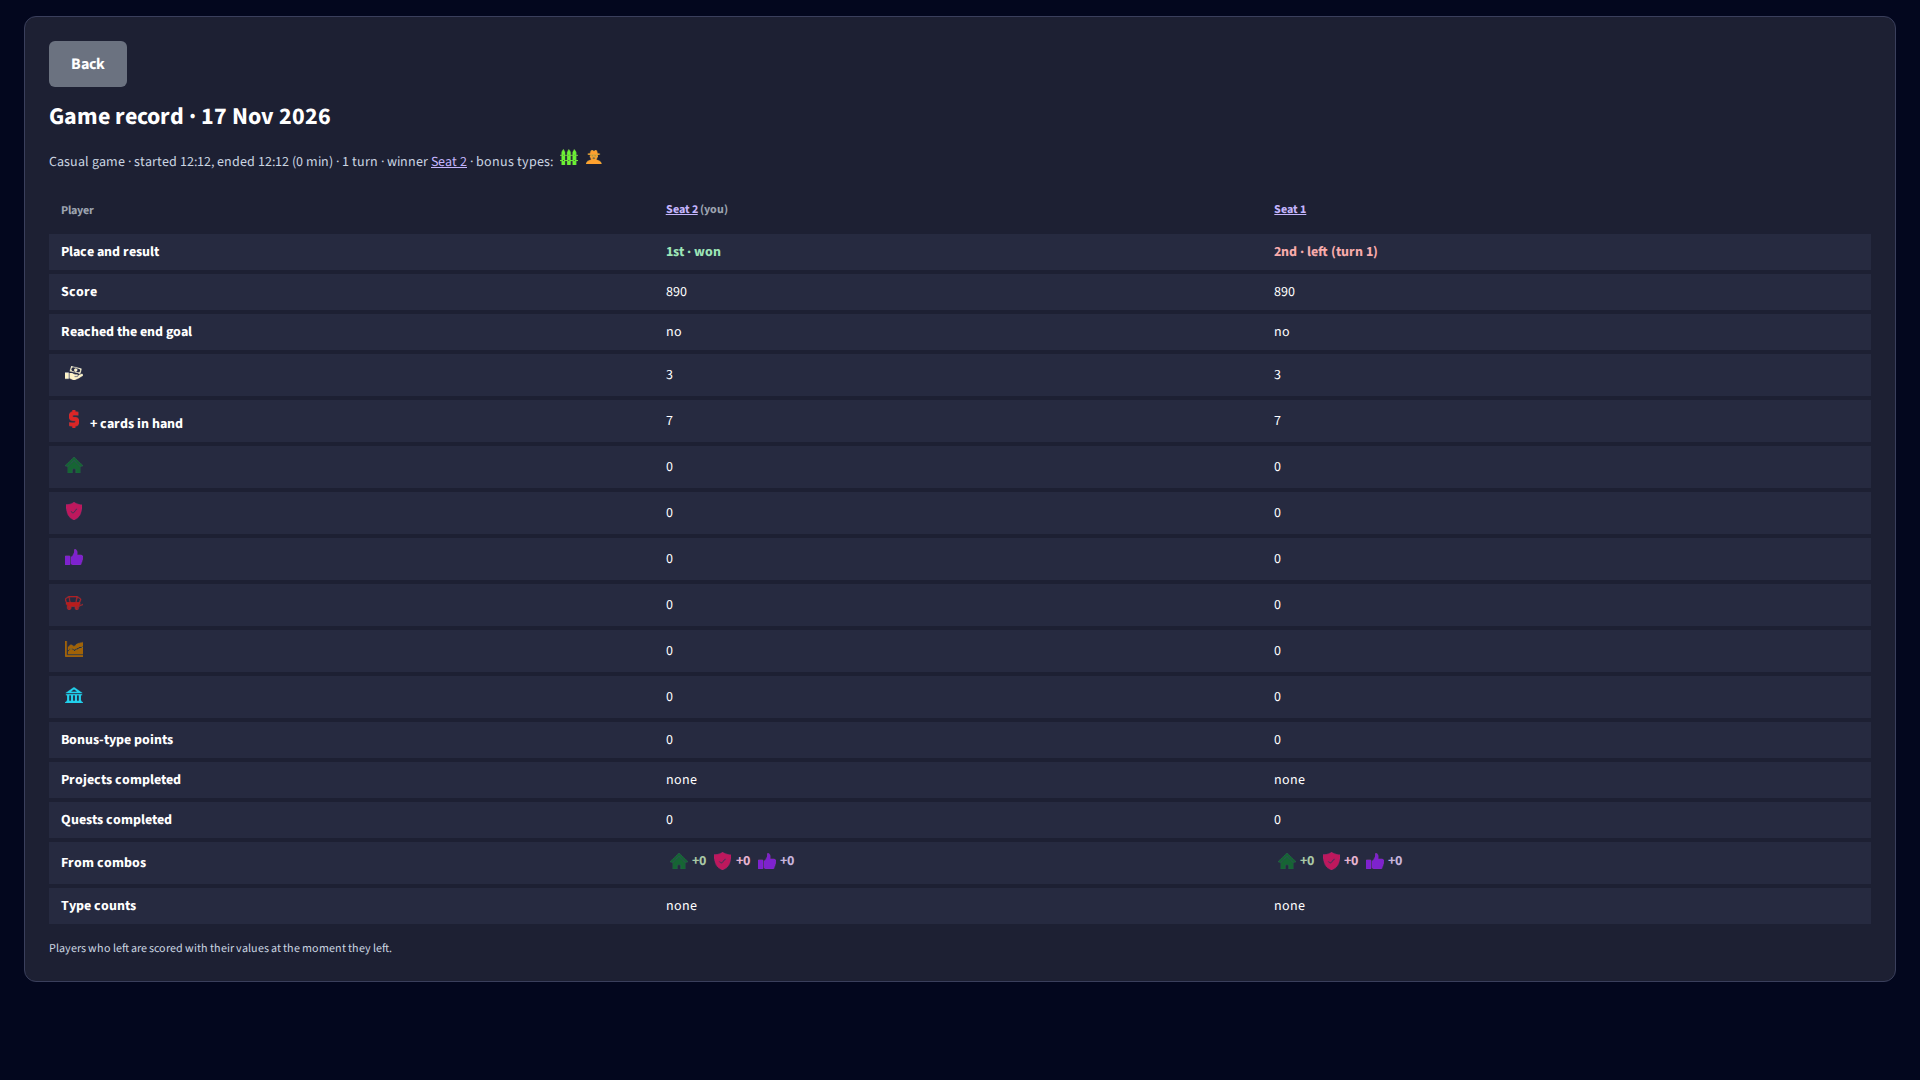 Back
Game record · 17 Nov 2026
Casual game · started 12:12, ended 12:12 (0 min) · 1 turn · winner Seat 2 · bonus types:
Player Seat 2 (you) Seat 1
Place and result 1st · won 2nd · left (turn 1)
Score 890 890
Reached the end goal no no
3 3
+ cards in hand 7 7
0 0
0 0
0 0
0 0
0 0
0 0
Bonus-type points 0 0
Projects completed none none
Quests completed 0 0
From combos +0 +0 +0 +0 +0 +0
Type counts none none
Players who left are scored with their values at the moment they left.